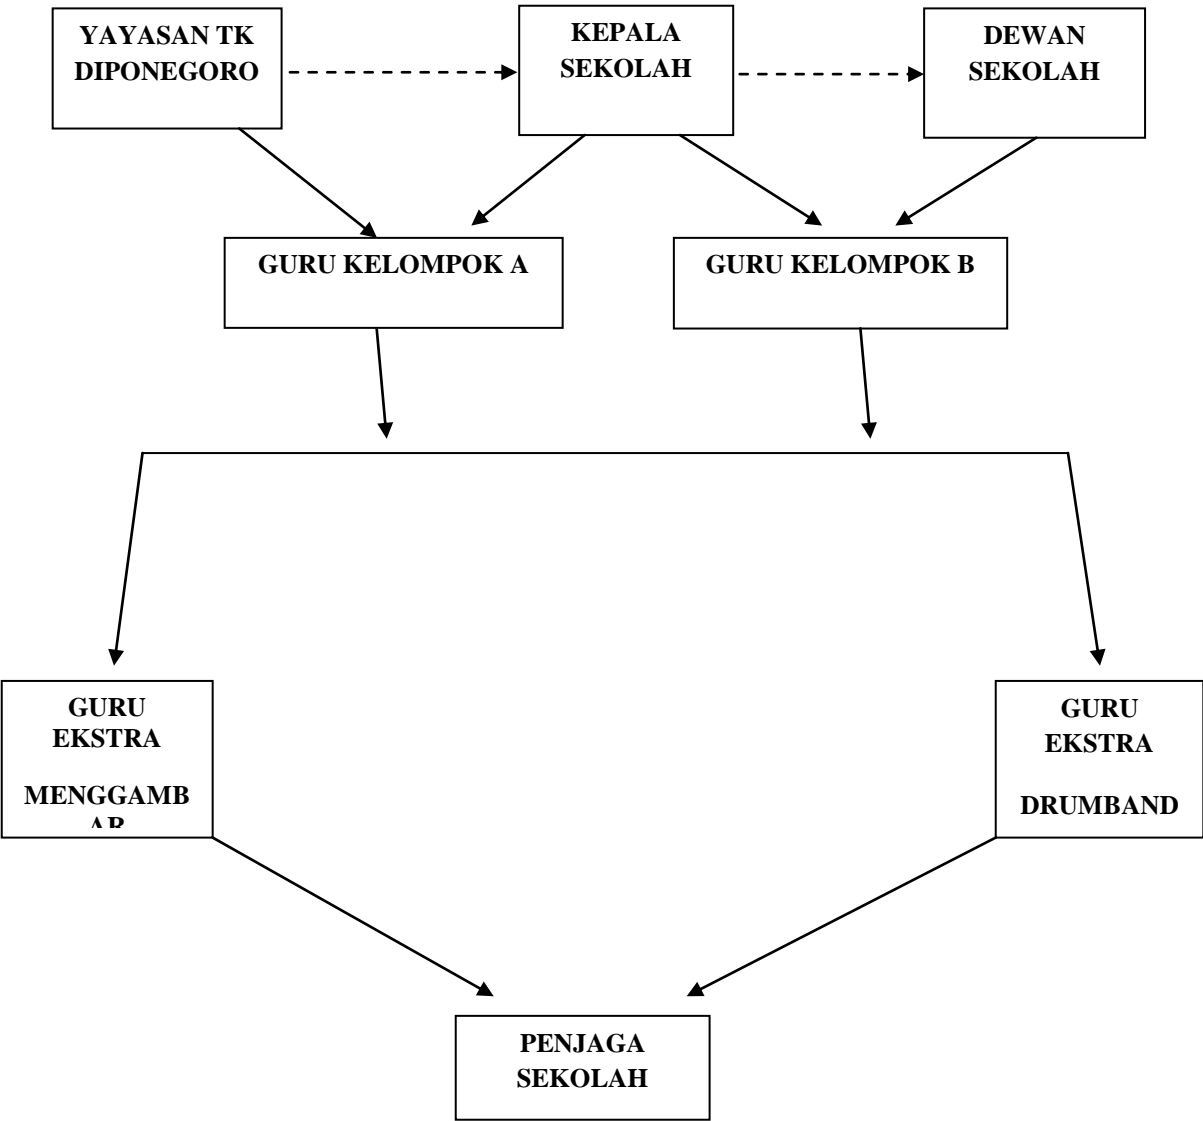 YAYASAN TK
DIPONEGORO
KEPALA
SEKOLAH
DEWAN
SEKOLAH
GURU KELOMPOK A
GURU KELOMPOK B
GURU
EKSTRA
MENGGAMB
AR
GURU
EKSTRA
DRUMBAND
PENJAGA
SEKOLAH